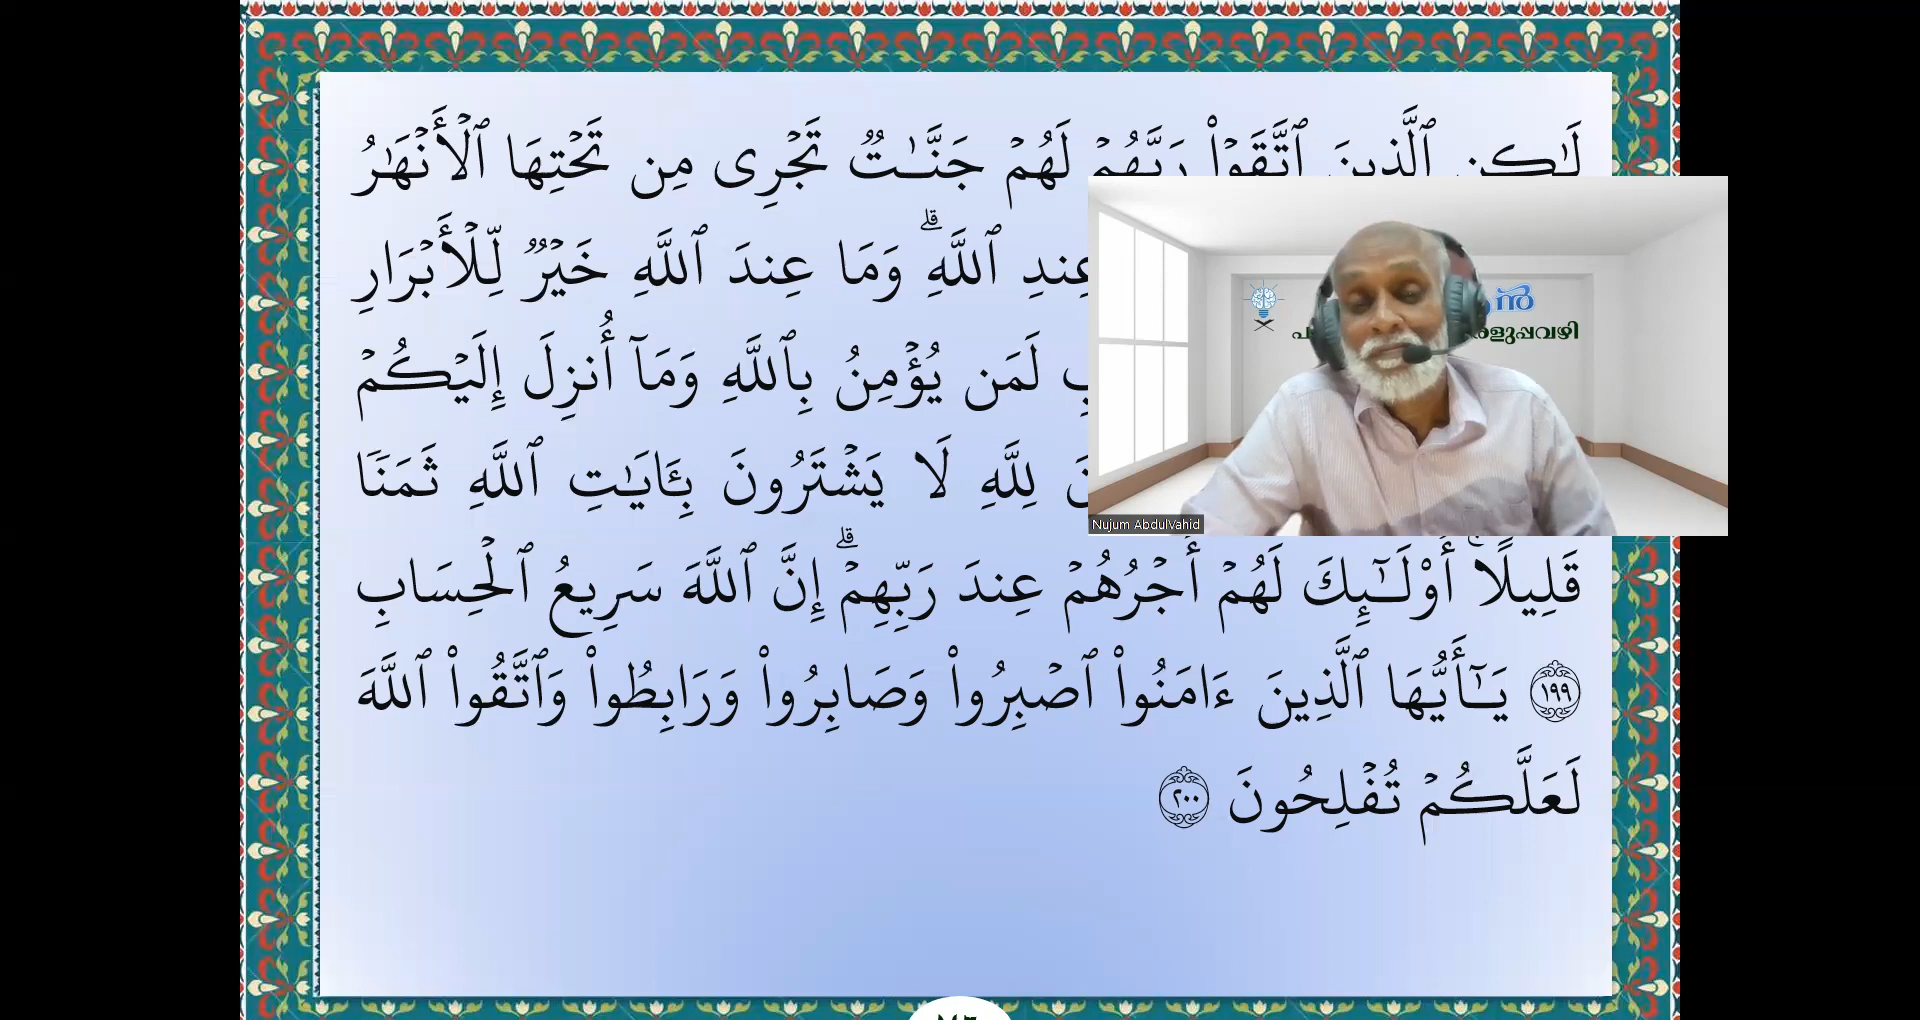 لَٰكِنِ ٱلَّذِينَ ٱتَّقَوۡاْ رَبَّهُمۡ لَهُمۡ جَنَّٰتٞ تَجۡرِى مِن تَحۡتِهَا ٱلۡأَنۡهَٰرُ
عِندِ ٱللَّهِۗ وَمَا عِندَ ٱللَّهِ خَيۡرٞ لِّلۡأَبۡرَارِ
لَمَن يُؤۡمِنُ بِٱللَّهِ وَمَآ أُنزِلَ إِلَيۡكُمۡ
لِلَّهِ لَا يَشۡتَرُونَ بِـَٔايَٰتِ ٱللَّهِ ثَمَنٗا
قَلِيلًاۚ أُوْلَٰٓئِكَ لَهُمۡ أَجۡرُهُمۡ عِندَ رَبِّهِمۡۗ إِنَّ ٱللَّهَ سَرِيعُ ٱلۡحِسَابِ
١٩٩ يَٰٓأَيُّهَا ٱلَّذِينَ ءَامَنُواْ ٱصۡبِرُواْ وَصَابِرُواْ وَرَابِطُواْ وَٱتَّقُواْ ٱللَّهَ
لَعَلَّكُمۡ تُفۡلِحُونَ ٢٠٠
Nujum AbdulVahid